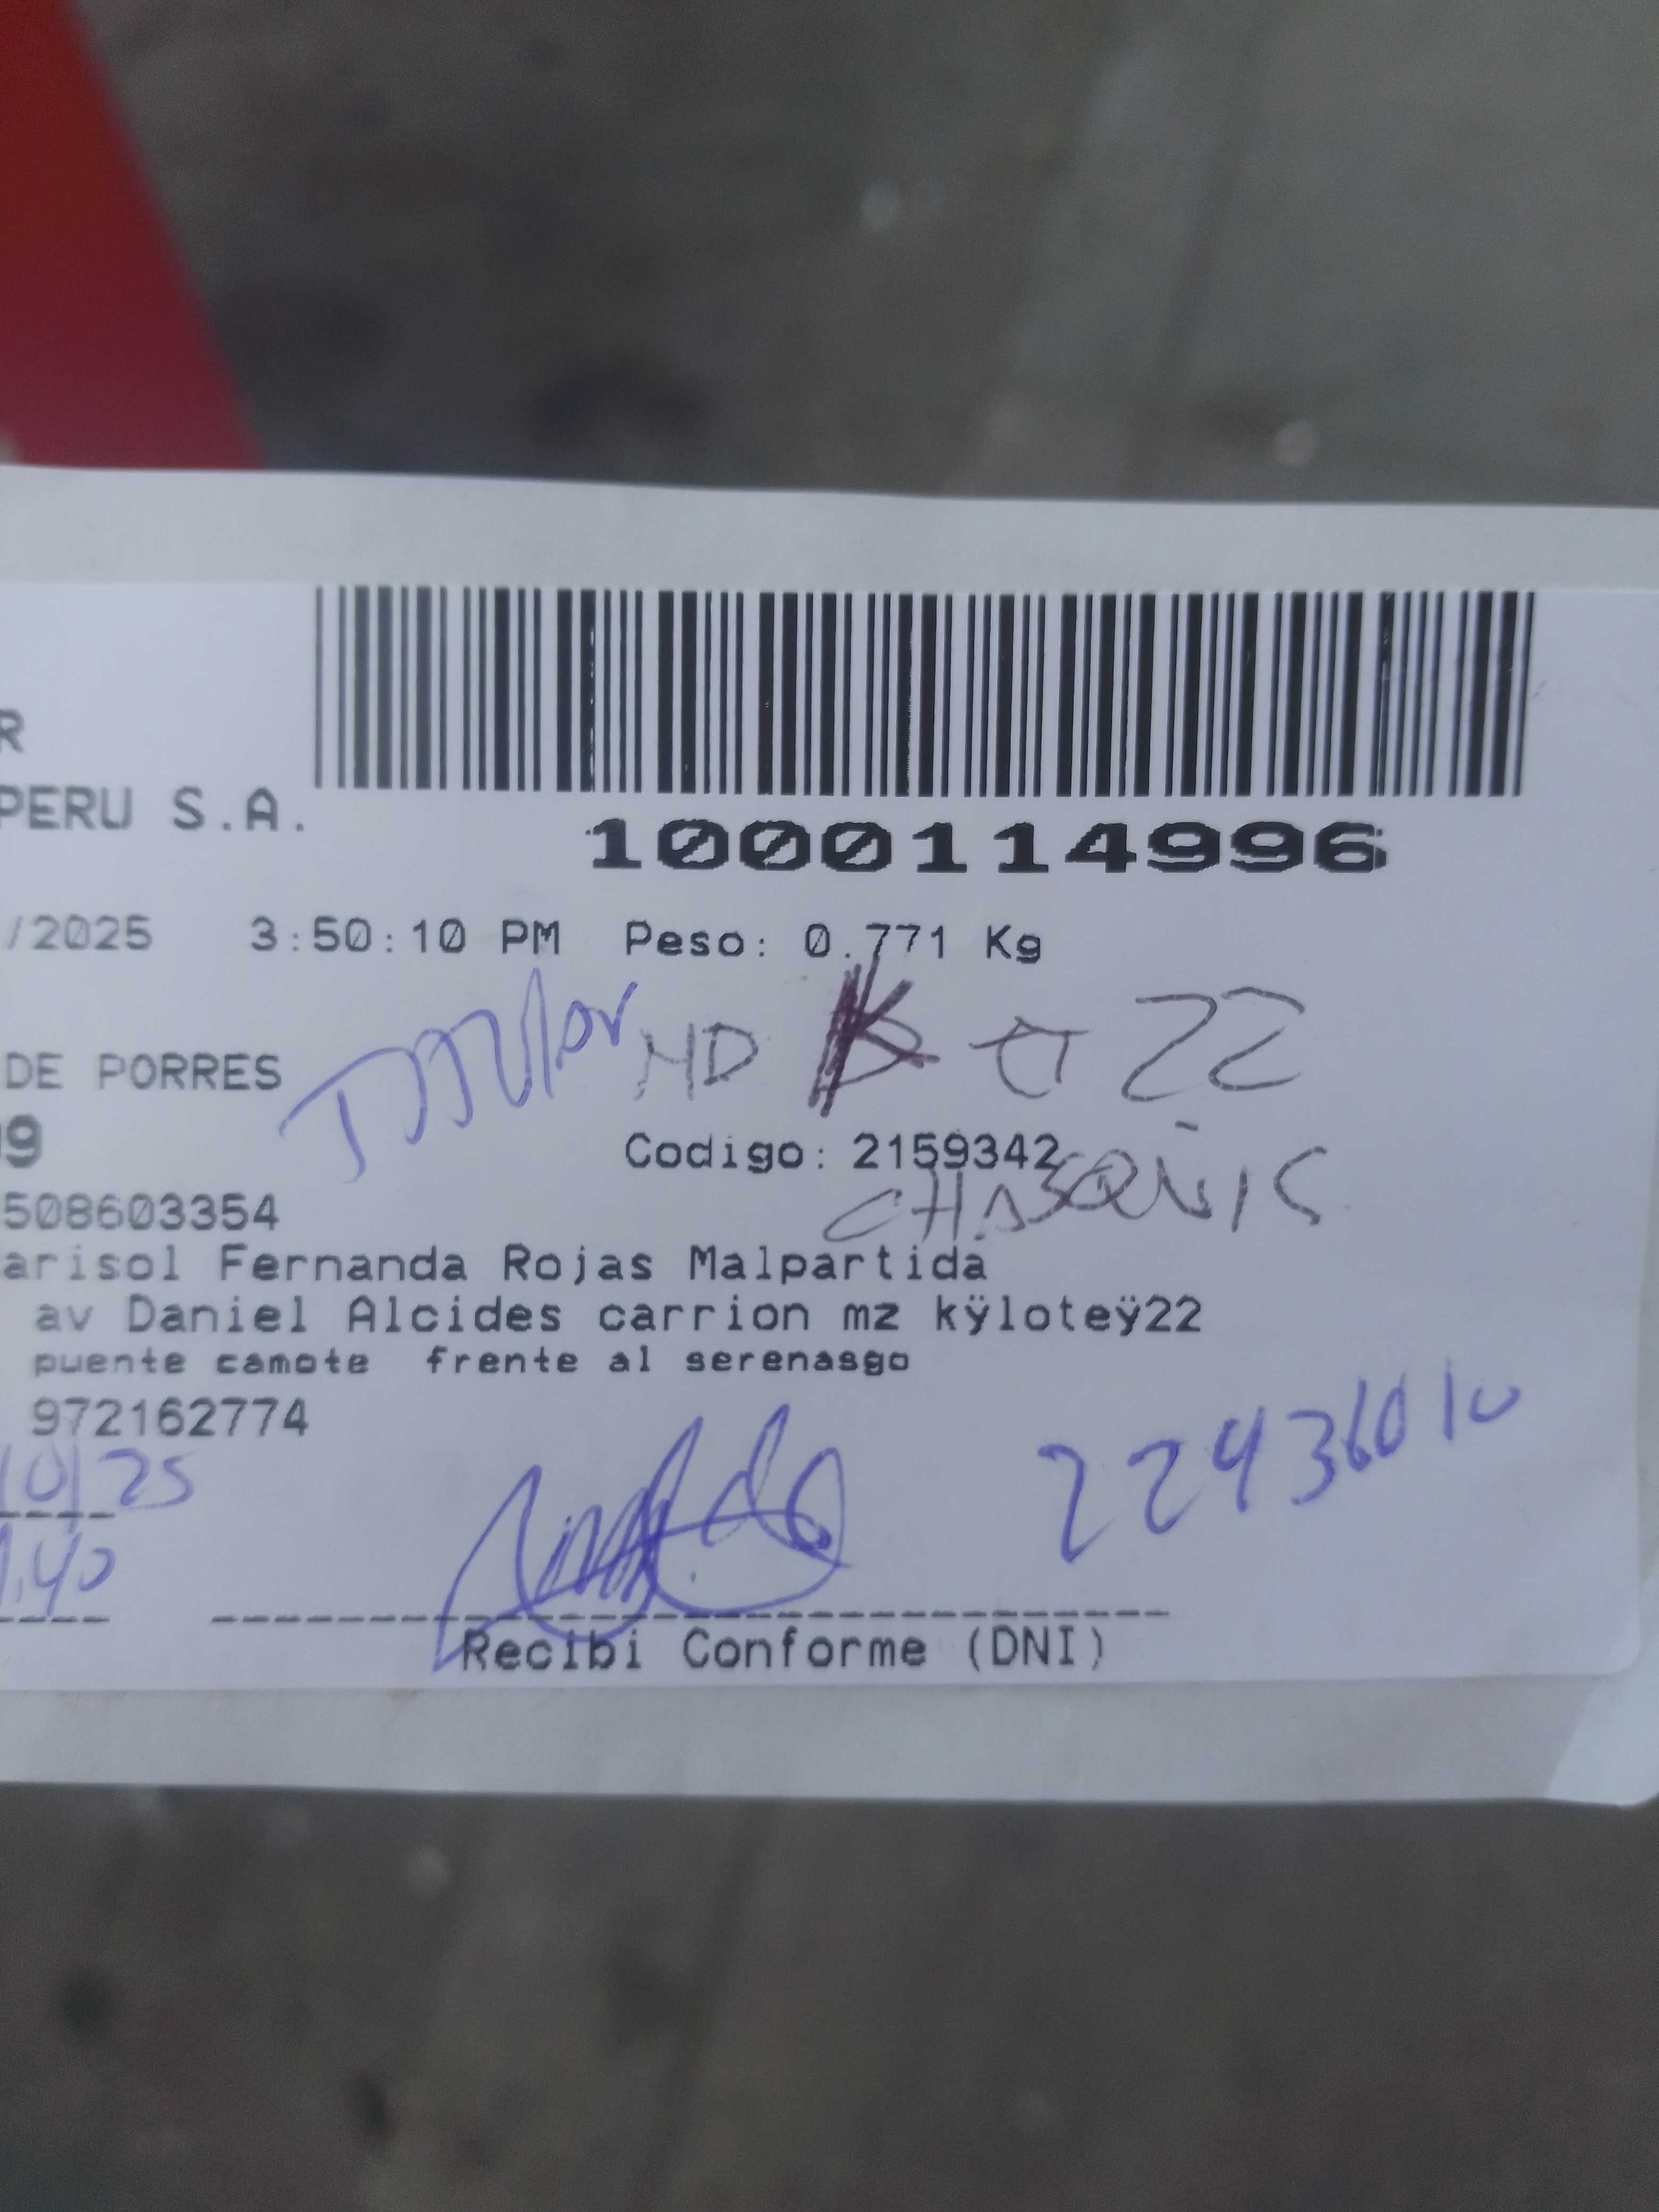 R
PERU S.A.
1000114996
/2025 3:50:10 PM Peso: 0.771 Kg
22
DE PORRES
9
Codigo: 2159342
508603354
CHASQUIS
arisol Fernanda Rojas Malpartida
av Daniel Alcides carrion mz kÿloteÿ22
puente camote frente al serenasgo
972162774
22436010
10/25
1.40
Recibi Conforme (DNI)